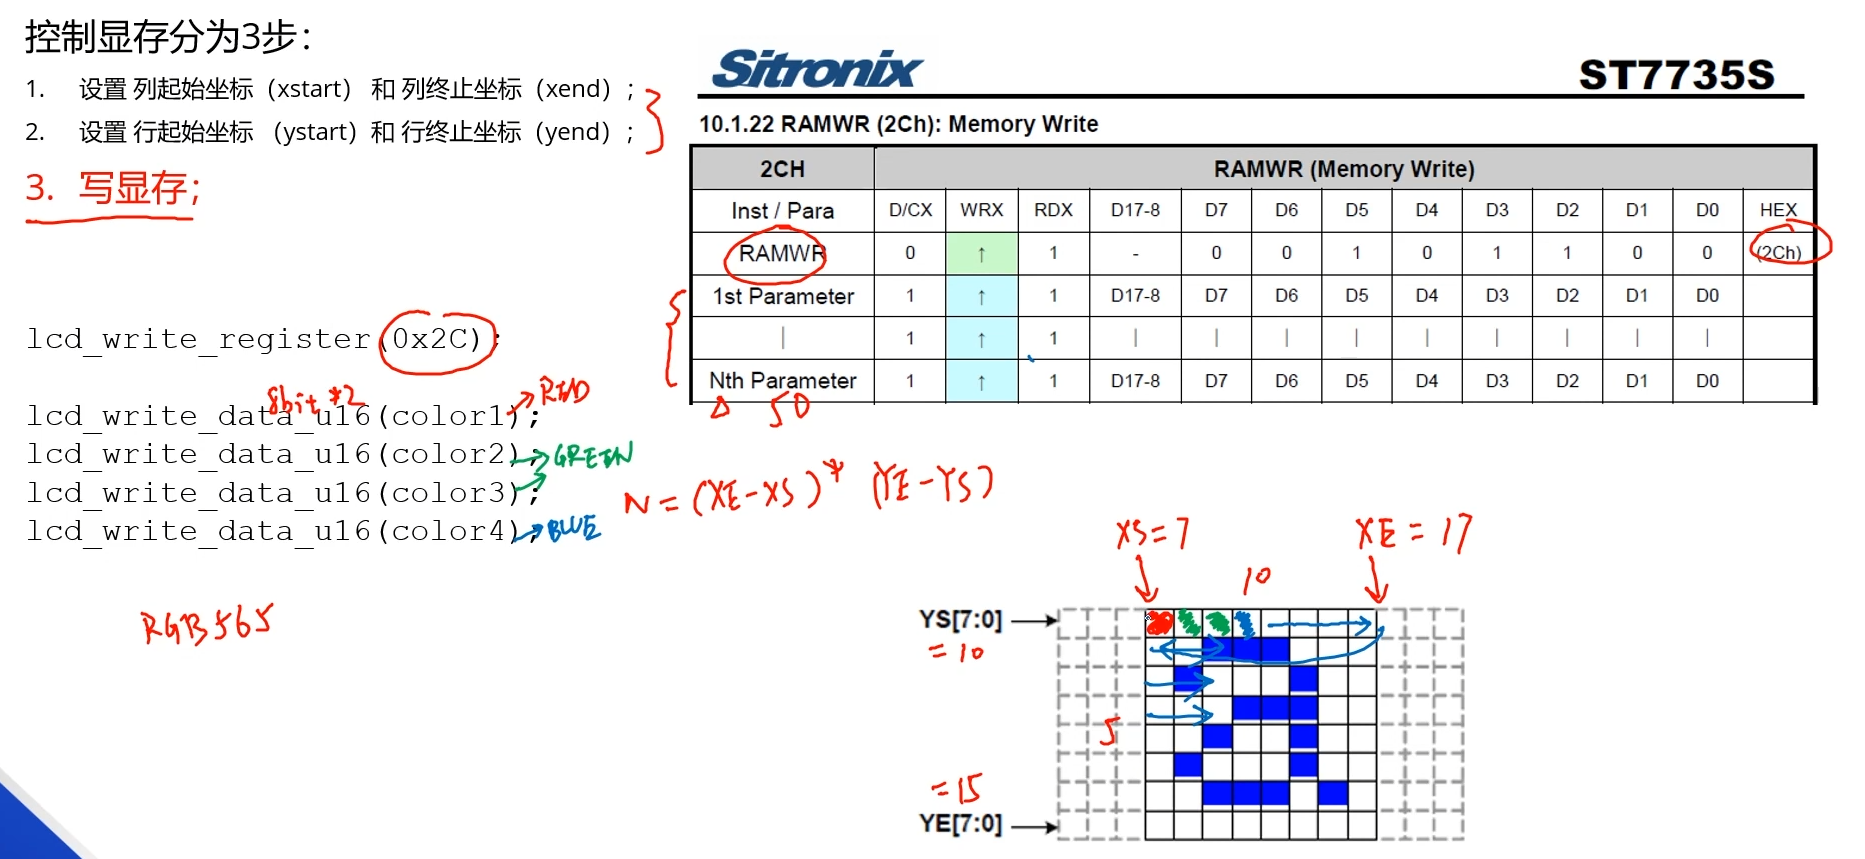 控制显存分为3步：
1. 设置 列起始坐标（xstart） 和 列终止坐标（xend）；
2. 设置 行起始坐标 （ystart）和 行终止坐标（yend）；
3. 写显存；
lcd_write_register(0x2C);
8bit *2
lcd_write_data_u16(color1); RED
lcd_write_data_u16(color2); GREEN
lcd_write_data_u16(color3);
lcd_write_data_u16(color4); BLUE
RGB565
Sitronix ST7735S
10.1.22 RAMWR (2Ch): Memory Write
2CH RAMWR (Memory Write)
Inst / Para D/CX WRX RDX D17-8 D7 D6 D5 D4 D3 D2 D1 D0 HEX
RAMWR 0 ↑ 1 - 0 0 1 0 1 1 0 0 (2Ch)
1st Parameter 1 ↑ 1 D17-8 D7 D6 D5 D4 D3 D2 D1 D0
| 1 ↑ 1 | | | | | | | | |
Nth Parameter 1 ↑ 1 D17-8 D7 D6 D5 D4 D3 D2 D1 D0
50
N=(XE-XS)*(YE-YS)
XS=7 XE=17
10
YS[7:0]
=10
5
=15
YE[7:0]